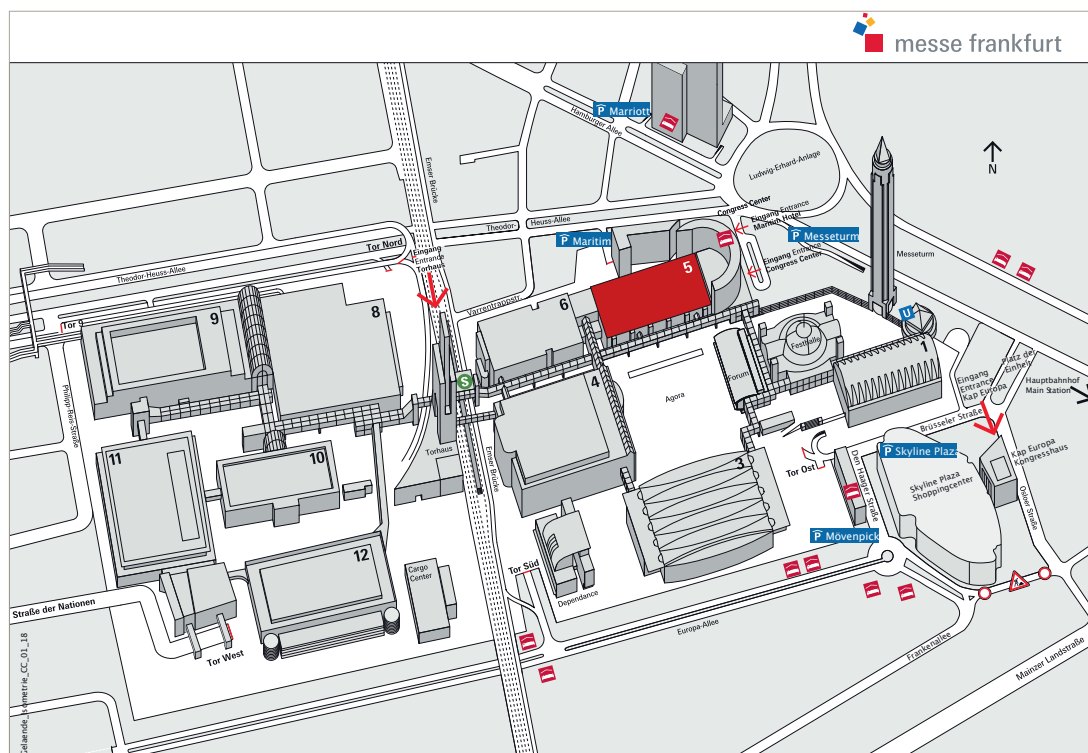 messe frankfurt
P Marriott
Hamburger Allee
Ludwig-Erhard-Anlage
N
Emser Brücke
Congress Center
Eingang Entrance
Maritim Hotel
Theodor-
Heuss-Allee
P Maritim
P Messeturm
Tor Nord
Eingang
Entrance
Torhaus
Eingang Entrance
Congress Center
Messeturm
Theodor-Heuss-Allee
5
Varrentrappstr.
6
8
9
Tor
U
Festhalle
Forum
Platz der
Einheit
Eingang
Entrance
Kap Europa
Hauptbahnhof
Main Station
S
4
Agora
Philipp-Reis-Straße
Brüsseler Straße
P Skyline Plaza
Kap Europa
Kongresshaus
11
10
Torhaus
Emser Brücke
3
Tor Ost
Den Haager Straße
Skyline Plaza
Shoppingcenter
Osloer Straße
P Mövenpick
12
Cargo
Center
Tor Süd
Dependance
Straße der Nationen
Tor West
Europa-Allee
Frankenallee
Mainzer Landstraße
Gelaende_Isometrie_CC_01_18